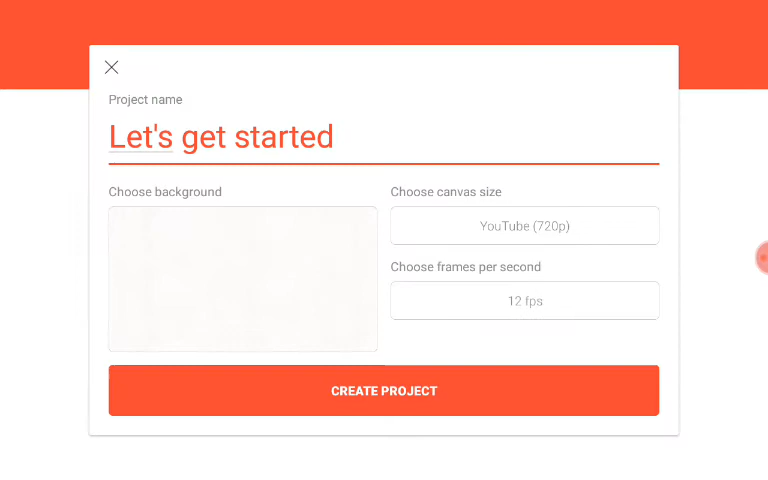 Project name
Let's get started
Choose background
Choose canvas size
YouTube (720p)
Choose frames per second
12 fps
CREATE PROJECT